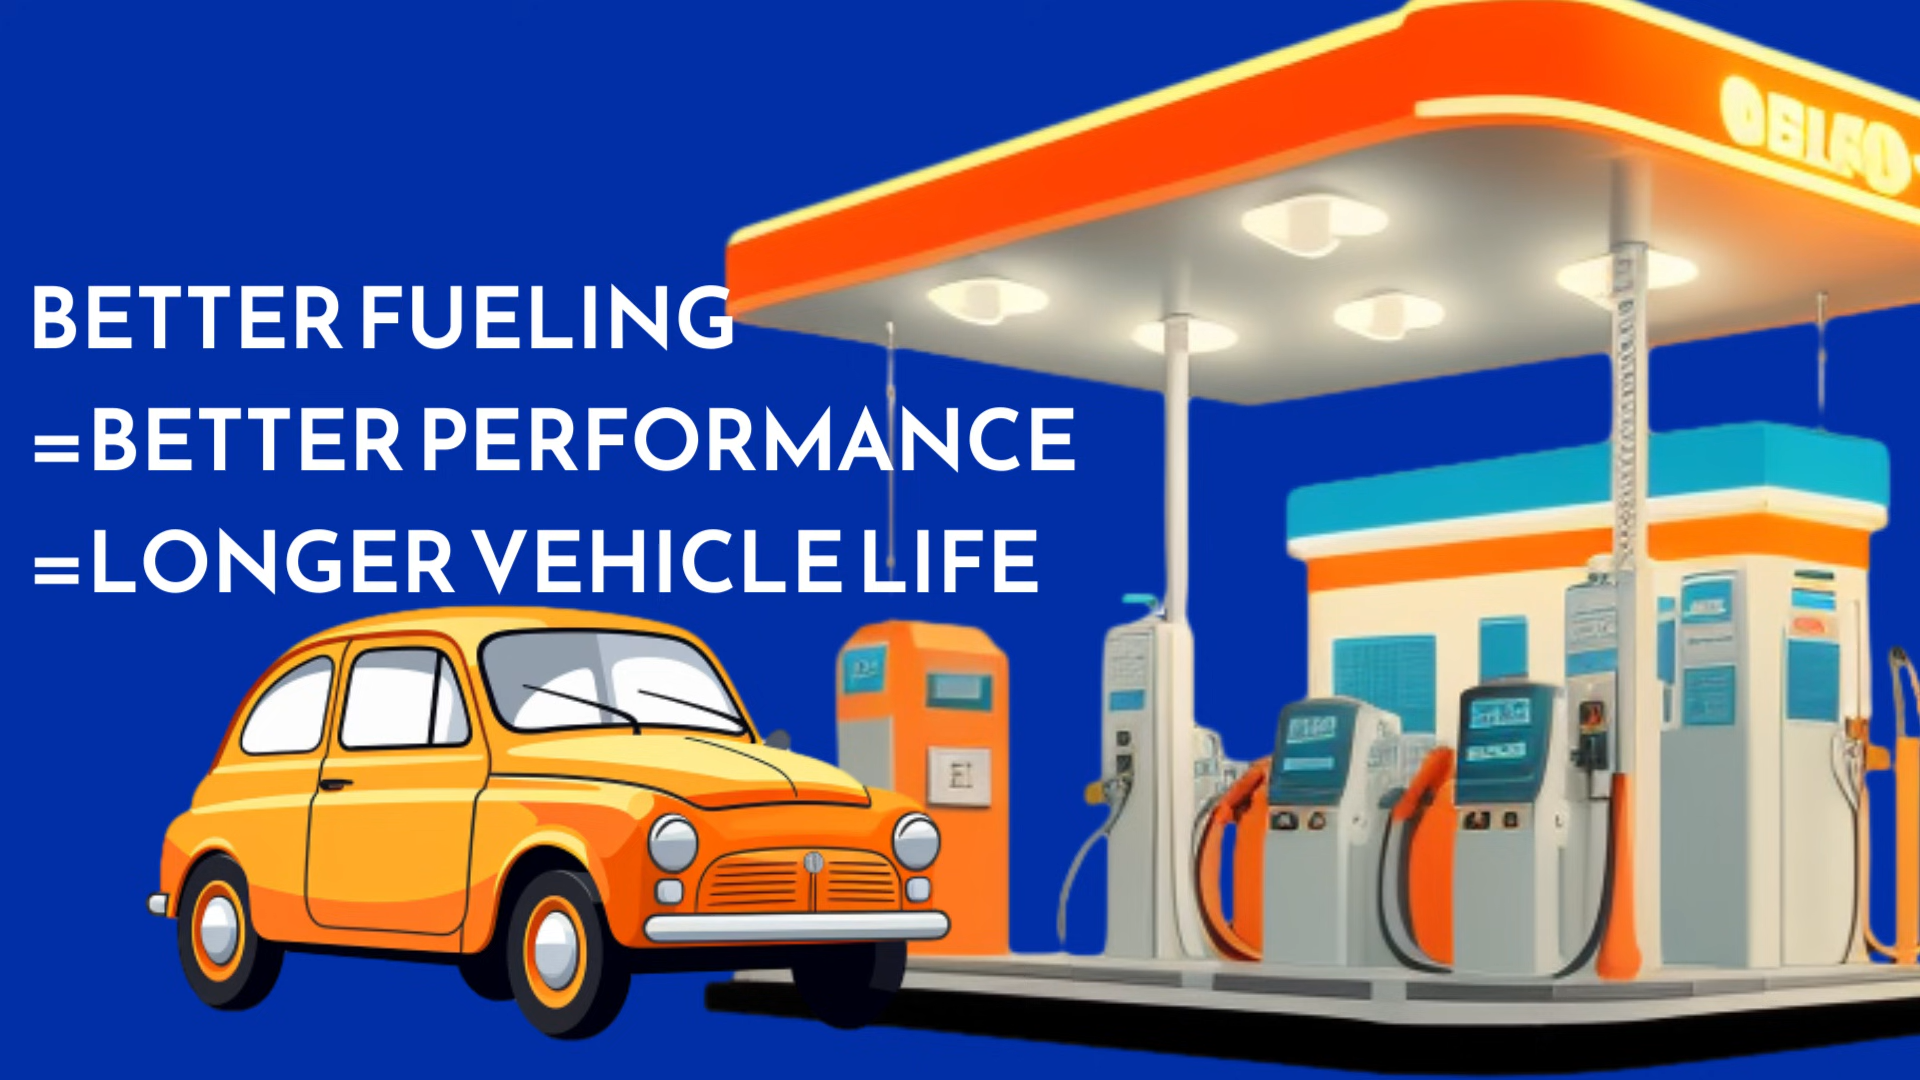 BETTER FUELING
=BETTER PERFORMANCE
=LONGER VEHICLE LIFE